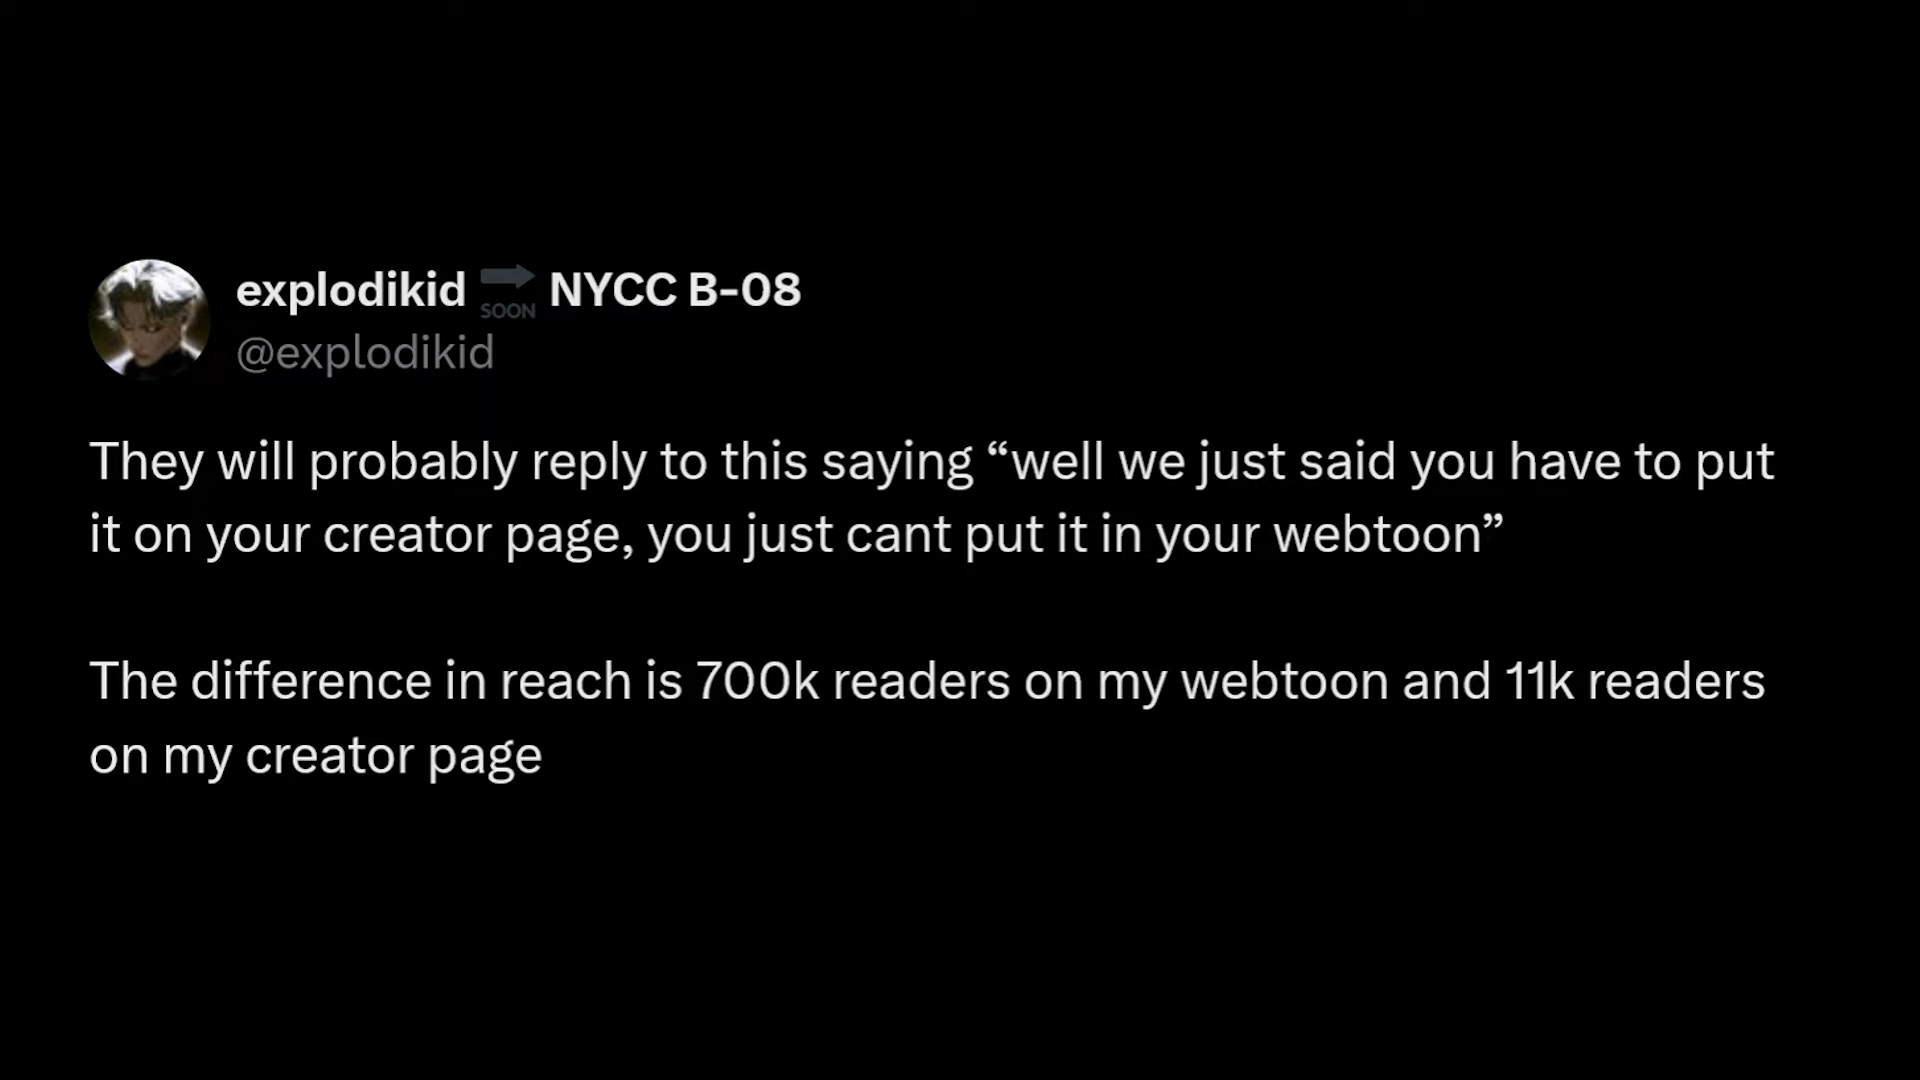 explodikid 🔜 NYCC B-08
@explodikid
They will probably reply to this saying “well we just said you have to put
it on your creator page, you just cant put it in your webtoon”
The difference in reach is 700k readers on my webtoon and 11k readers
on my creator page